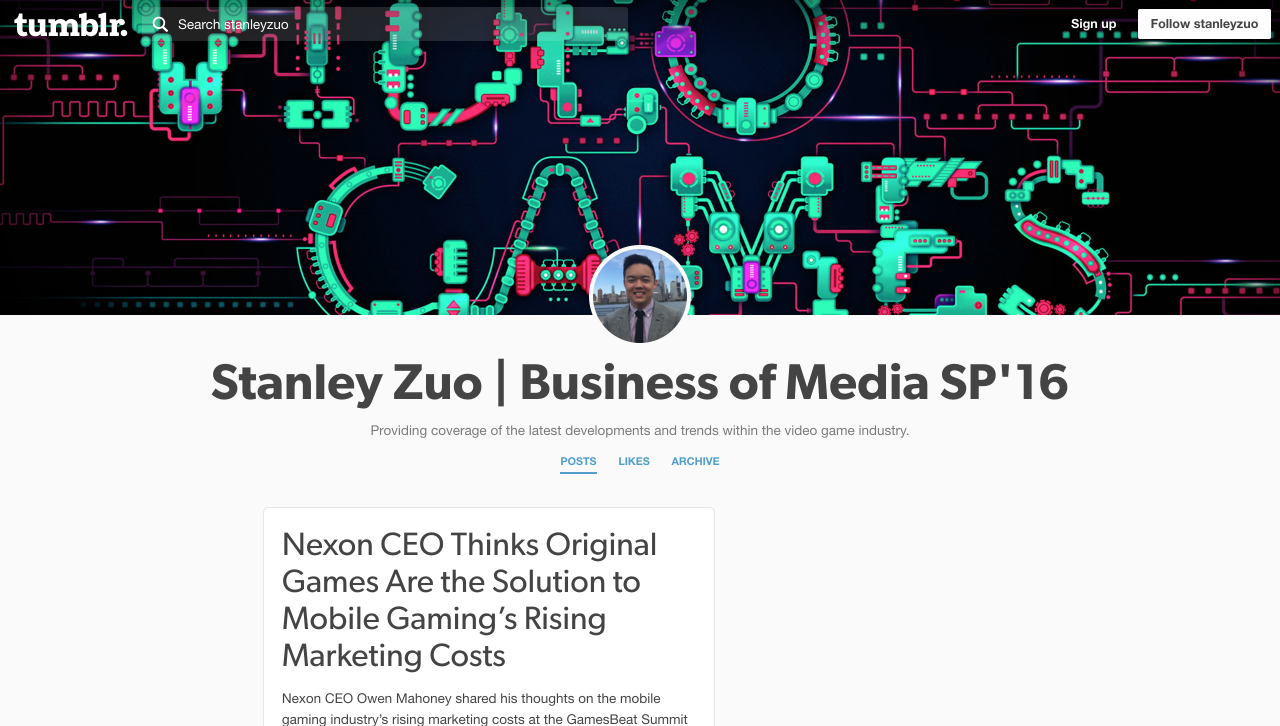 tumblr. Search stanleyzuo Sign up Follow stanleyzuo
VIDEO
GAMES
Stanley Zuo | Business of Media SP'16
Providing coverage of the latest developments and trends within the video game industry.
POSTS LIKES ARCHIVE
Nexon CEO Thinks Original
Games Are the Solution to
Mobile Gaming’s Rising
Marketing Costs
Nexon CEO Owen Mahoney shared his thoughts on the mobile
gaming industry’s rising marketing costs at the GamesBeat Summit